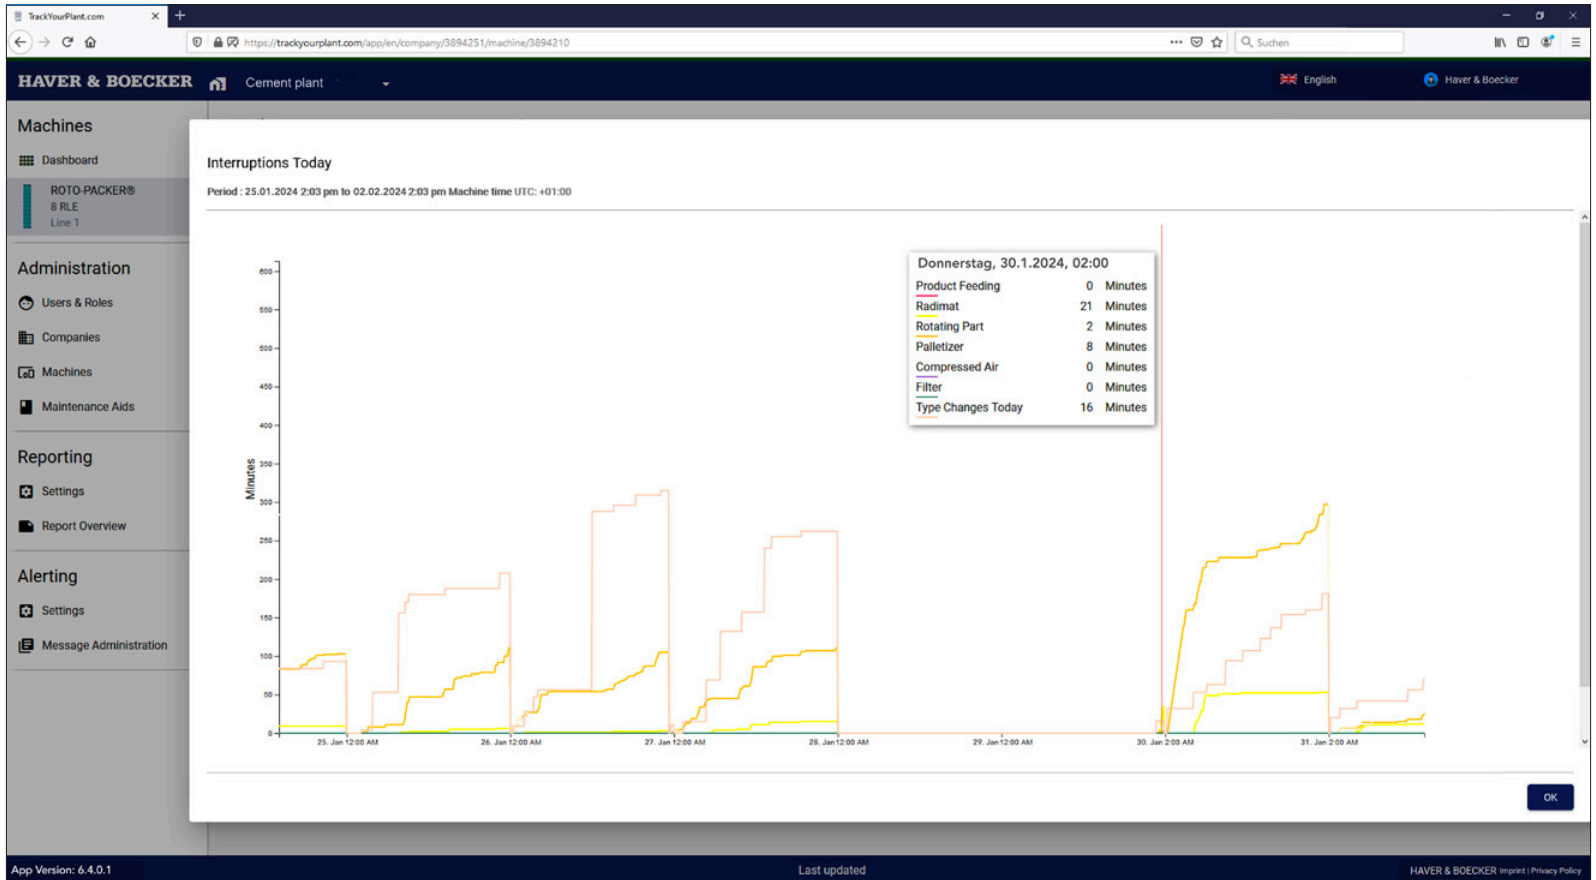 TrackYourPlant.com
https://trackyourplant.com/app/en/company/3894251/machine/3894210
Suchen
HAVER & BOECKER
Cement plant
English
Haver & Boecker
Machines
Dashboard
ROTO-PACKER®
8 RLE
Line 1
Administration
Users & Roles
Companies
Machines
Maintenance Aids
Reporting
Settings
Report Overview
Alerting
Settings
Message Administration
Interruptions Today
Period : 25.01.2024 2:03 pm to 02.02.2024 2:03 pm Machine time UTC: +01:00
Minutes
600
550
500
450
400
350
300
250
200
150
100
50
0
25. Jan 12:00 AM
26. Jan 12:00 AM
27. Jan 12:00 AM
28. Jan 12:00 AM
29. Jan 12:00 AM
30. Jan 2:00 AM
31. Jan 2:00 AM
Donnerstag, 30.1.2024, 02:00
Product Feeding 0 Minutes
Radimat 21 Minutes
Rotating Part 2 Minutes
Palletizer 8 Minutes
Compressed Air 0 Minutes
Filter 0 Minutes
Type Changes Today 16 Minutes
OK
App Version: 6.4.0.1
Last updated
HAVER & BOECKER Imprint | Privacy Policy